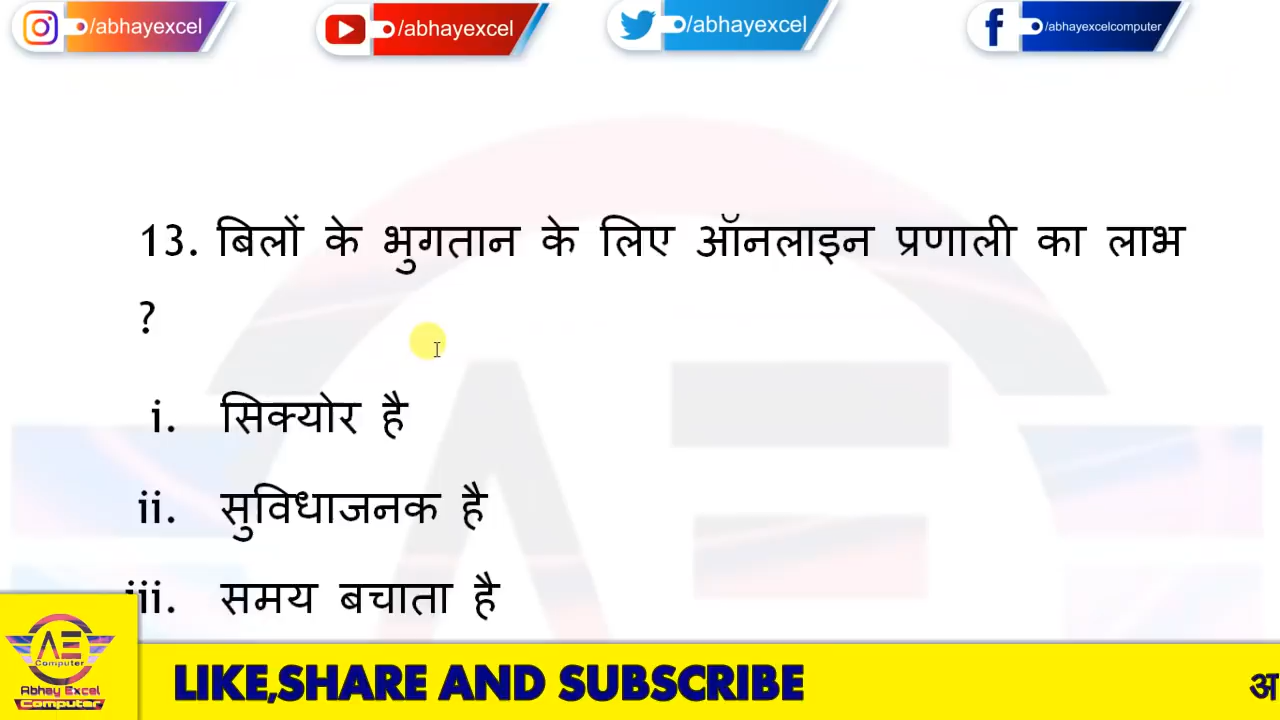 /abhayexcel
/abhayexcel
/abhayexcel
/abhayexcelcomputer
13. बिलों के भुगतान के लिए ऑनलाइन प्रणाली का लाभ
?
i. सिक्योर है
ii. सुविधाजनक है
iii. समय बचाता है
AE
Computer
Abhay Excel
Computer
LIKE,SHARE AND SUBSCRIBE
अ